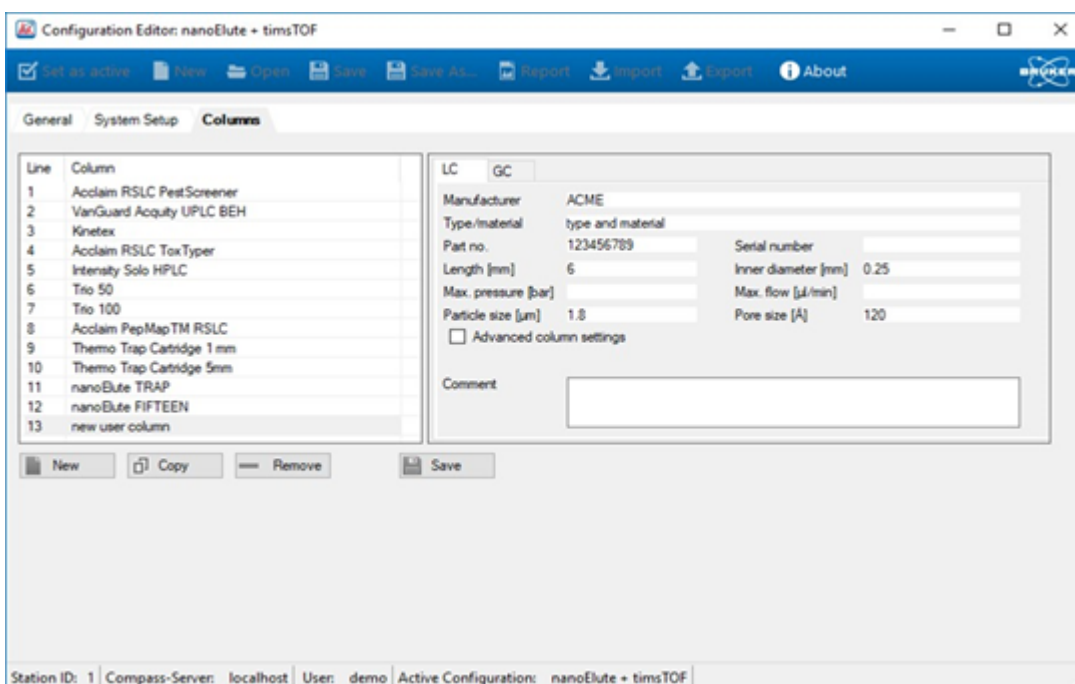 Configuration Editor: nanoElute + timsTOF
Set as active New Open Save Save As... Report Import Export About BRUKER
General System Setup Columns
Line Column
1 Acclaim RSLC PestScreener
2 VanGuard Acquity UPLC BEH
3 Kinetex
4 Acclaim RSLC ToxTyper
5 Intensity Solo HPLC
6 Trio 50
7 Trio 100
8 Acclaim PepMapTM RSLC
9 Thermo Trap Cartridge 1 mm
10 Thermo Trap Cartridge 5mm
11 nanoElute TRAP
12 nanoElute FIFTEEN
13 new user column
New Copy Remove Save
LC GC
Manufacturer ACME
Type/material type and material
Part no. 123456789 Serial number
Length [mm] 6 Inner diameter [mm] 0.25
Max. pressure [bar] Max. flow [µl/min]
Particle size [µm] 1.8 Pore size [Å] 120
Advanced column settings
Comment
Station ID: 1 Compass-Server: localhost User: demo Active Configuration: nanoElute + timsTOF